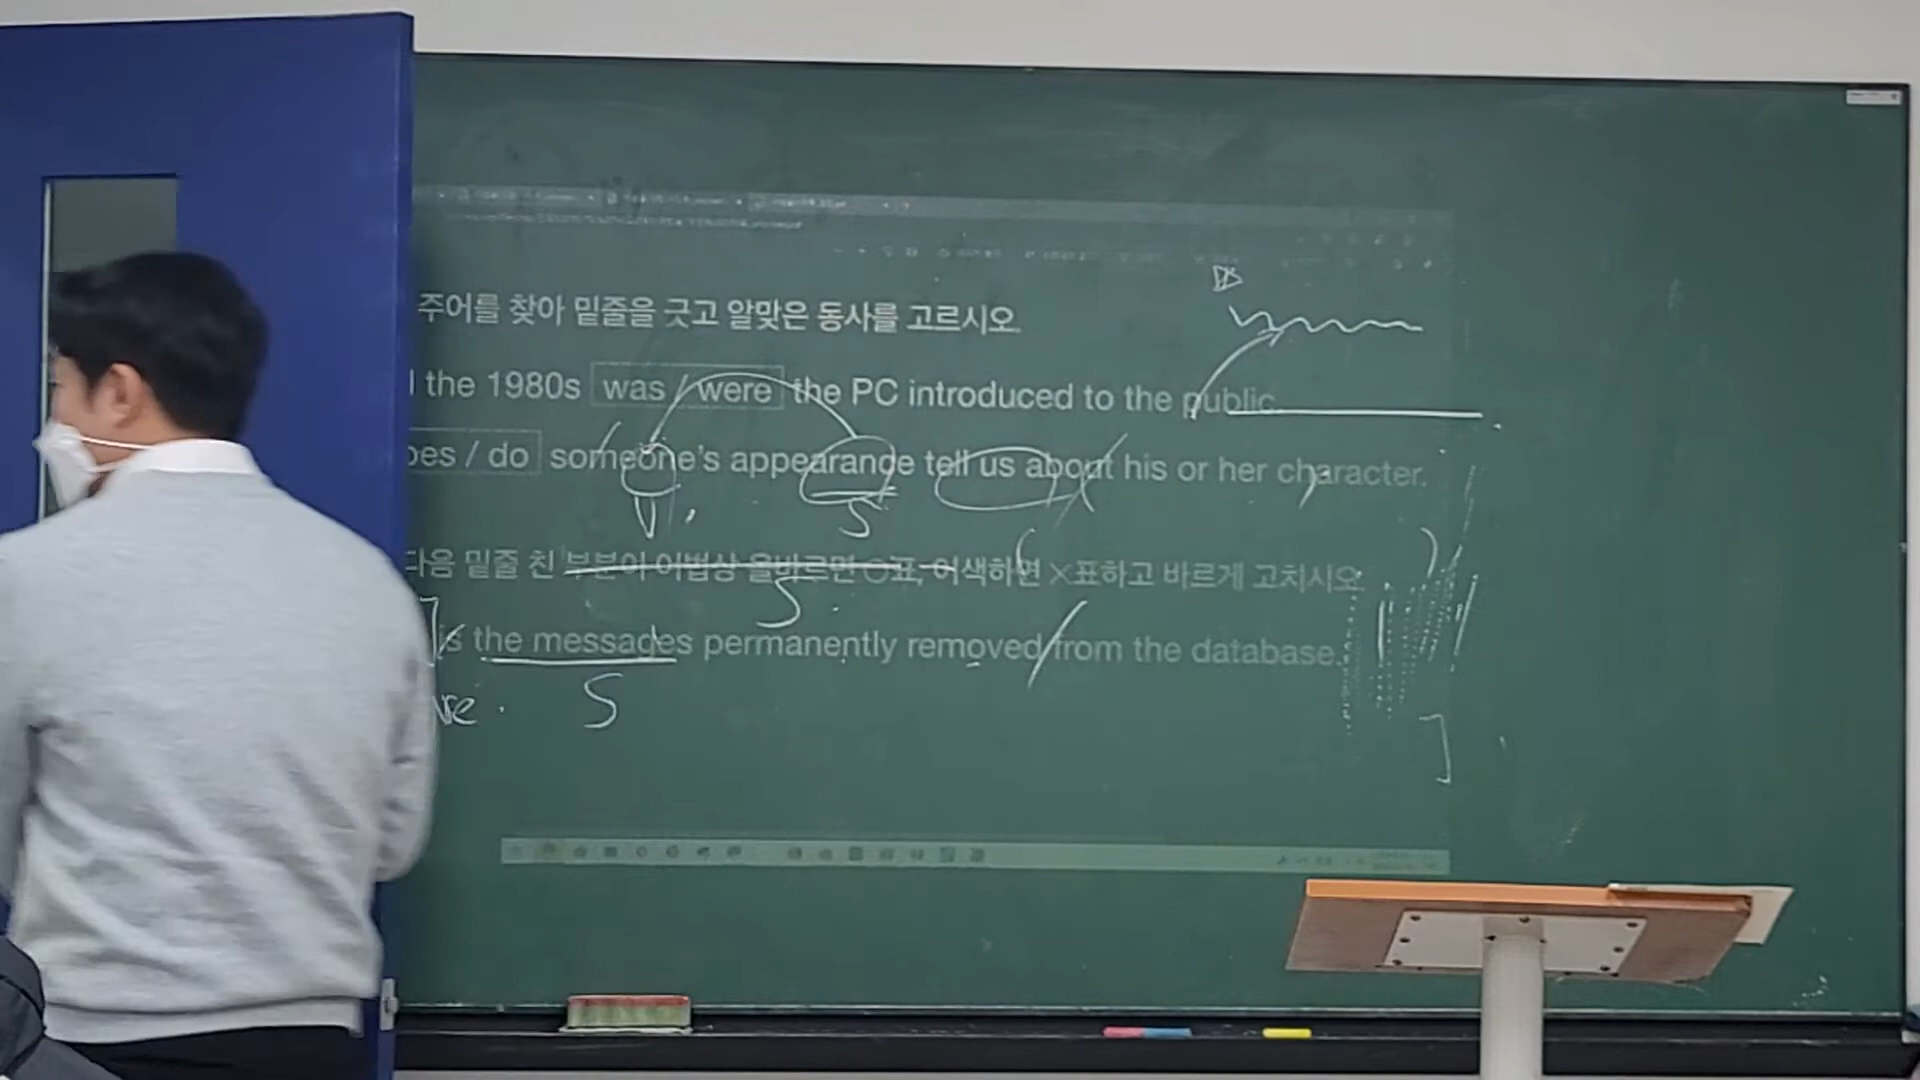 주어를 찾아 밑줄을 긋고 알맞은 동사를 고르시오.
the 1980s was / were the PC introduced to the public.
oes / do someone's appearance tell us about his or her character.
V S
다음 밑줄 친 부분이 어법상 올바르면 ○표, 어색하면 ×표하고 바르게 고치시오.
S
is the messages permanently removed from the database.
S